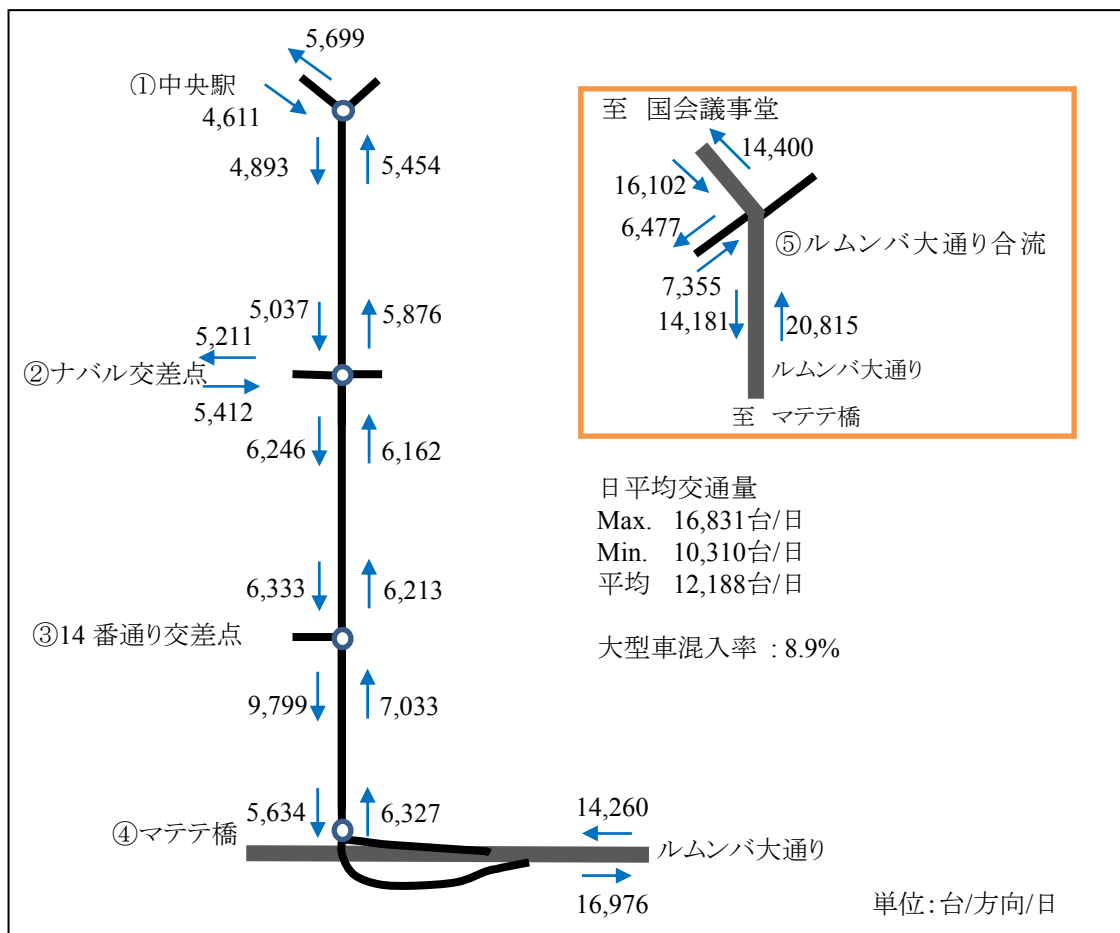 5,699
①中央駅
4,611
4,893
5,454
5,037
5,876
5,211
②ナバル交差点
5,412
6,246
6,162
6,333
6,213
③14 番通り交差点
9,799
7,033
5,634
6,327
④マテテ橋
14,260
ルムンバ大通り
16,976
至 国会議事堂
14,400
16,102
6,477
⑤ルムンバ大通り合流
7,355
14,181
20,815
ルムンバ大通り
至 マテテ橋
日平均交通量
Max. 16,831台/日
Min. 10,310台/日
平均 12,188台/日
大型車混入率 : 8.9%
単位：台/方向/日